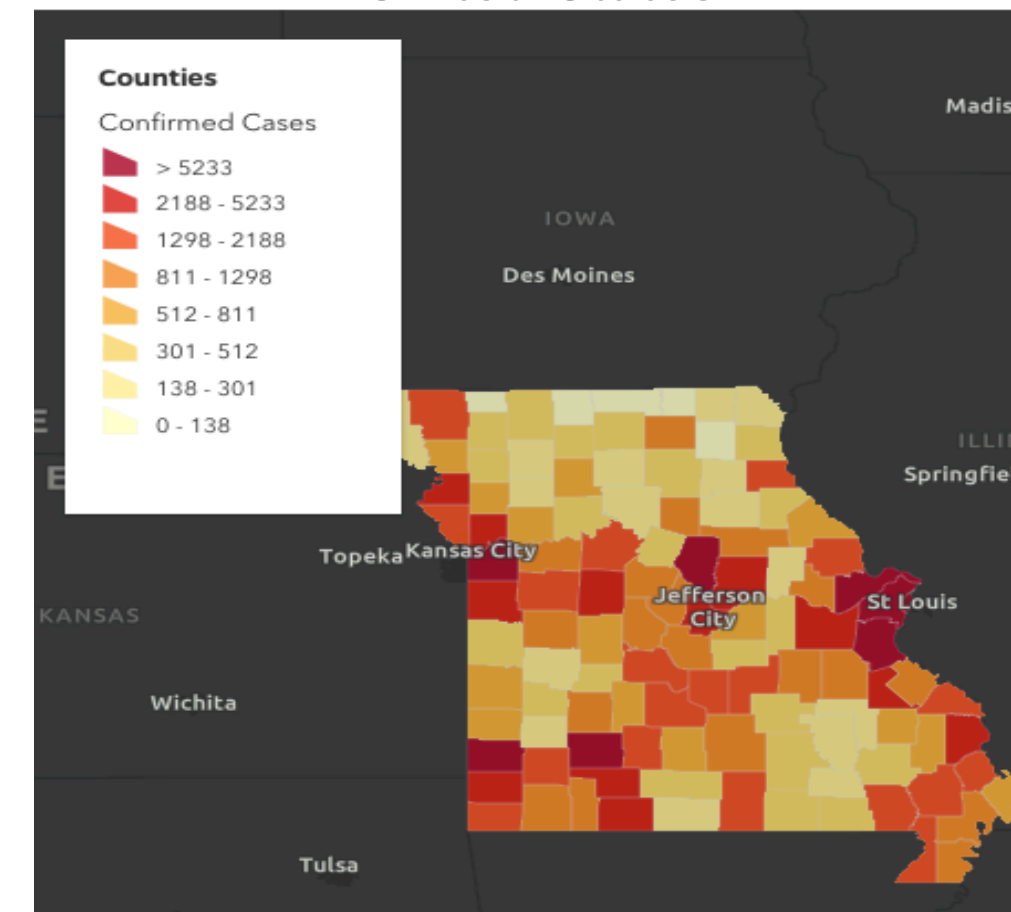 Counties
Confirmed Cases
> 5233
2188 - 5233
1298 - 2188
811 - 1298
512 - 811
301 - 512
138 - 301
0 - 138
Madis
IOWA
Des Moines
E
ILLI
E
Springfie
Topeka
Kansas City
Jefferson
City
St Louis
KANSAS
Wichita
Tulsa